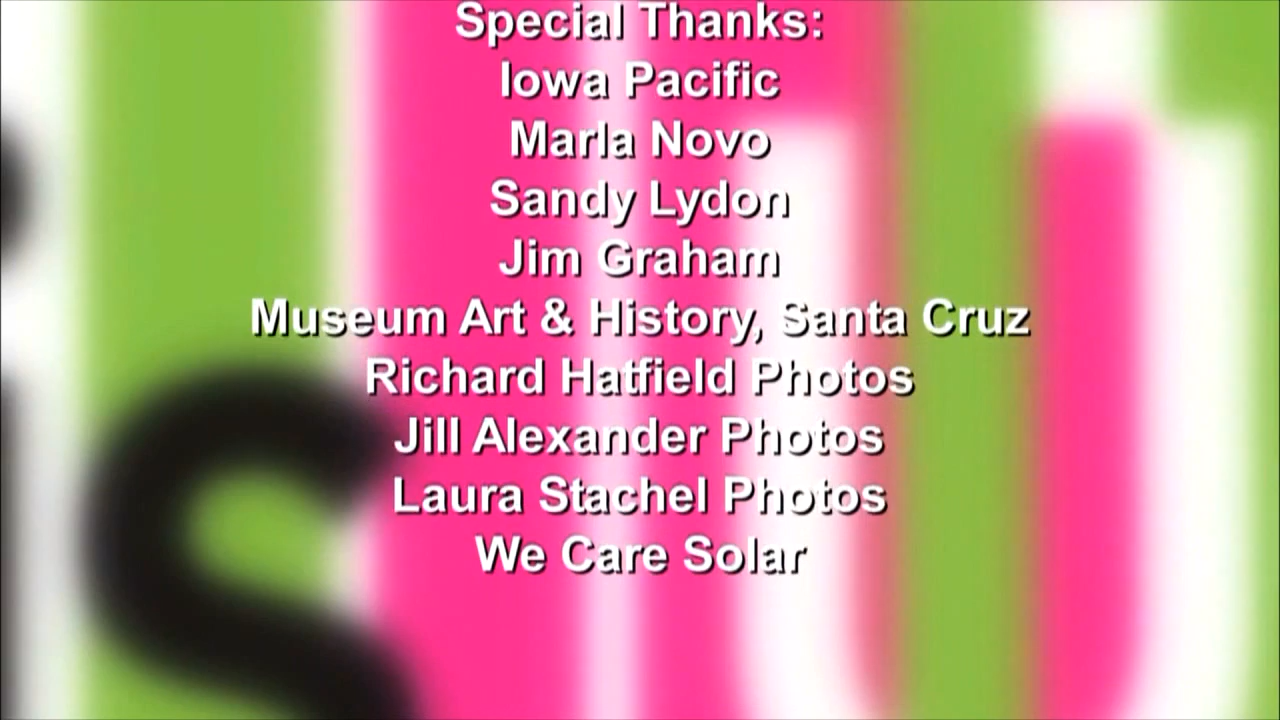 Special Thanks:
Iowa Pacific
Marla Novo
Sandy Lydon
Jim Graham
Museum Art & History, Santa Cruz
Richard Hatfield Photos
Jill Alexander Photos
Laura Stachel Photos
We Care Solar